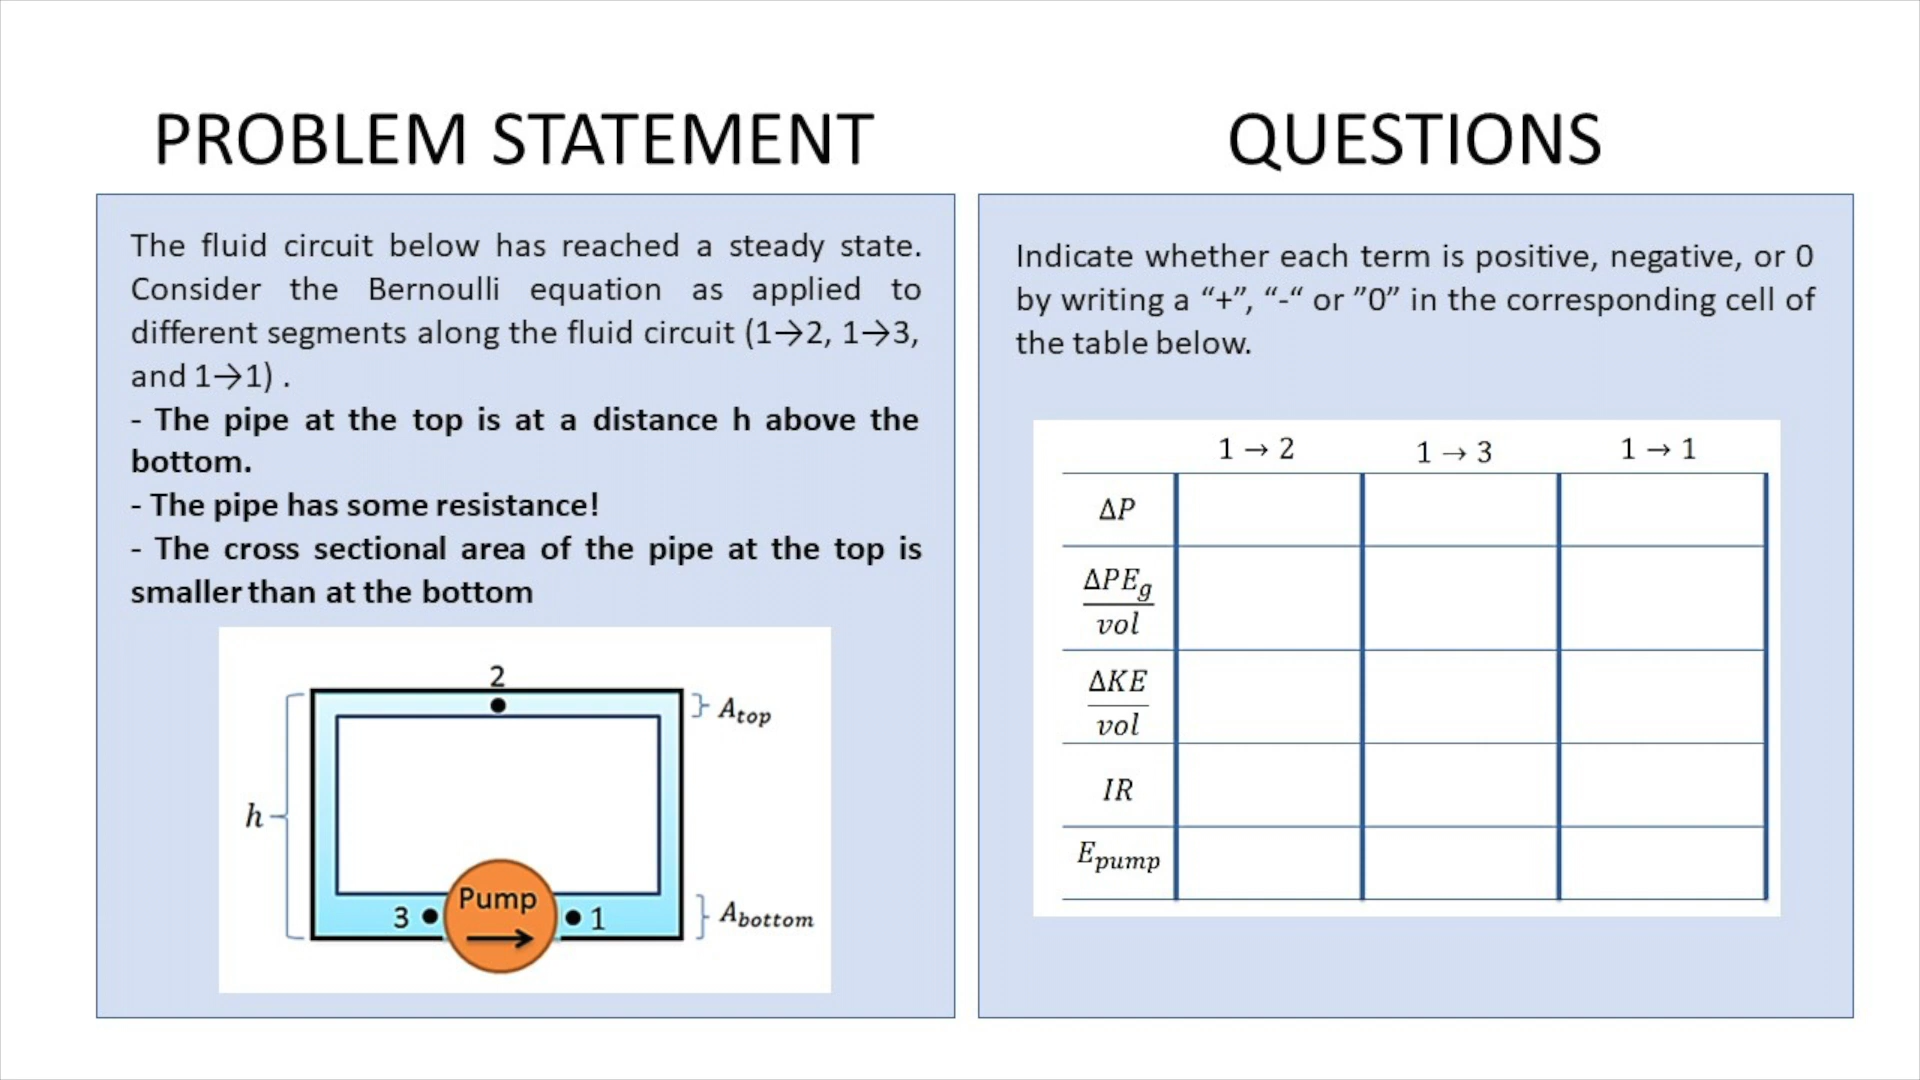 PROBLEM STATEMENT
The fluid circuit below has reached a steady state.
Consider the Bernoulli equation as applied to
different segments along the fluid circuit (1→2, 1→3,
and 1→1) .
- The pipe at the top is at a distance h above the
bottom.
- The pipe has some resistance!
- The cross sectional area of the pipe at the top is
smaller than at the bottom
2
A_top
h
Pump
3
1
A_bottom
QUESTIONS
Indicate whether each term is positive, negative, or 0
by writing a “+”, “-“ or ”0” in the corresponding cell of
the table below.
1 → 2 1 → 3 1 → 1
ΔP
ΔPE_g
vol
ΔKE
vol
IR
E_pump